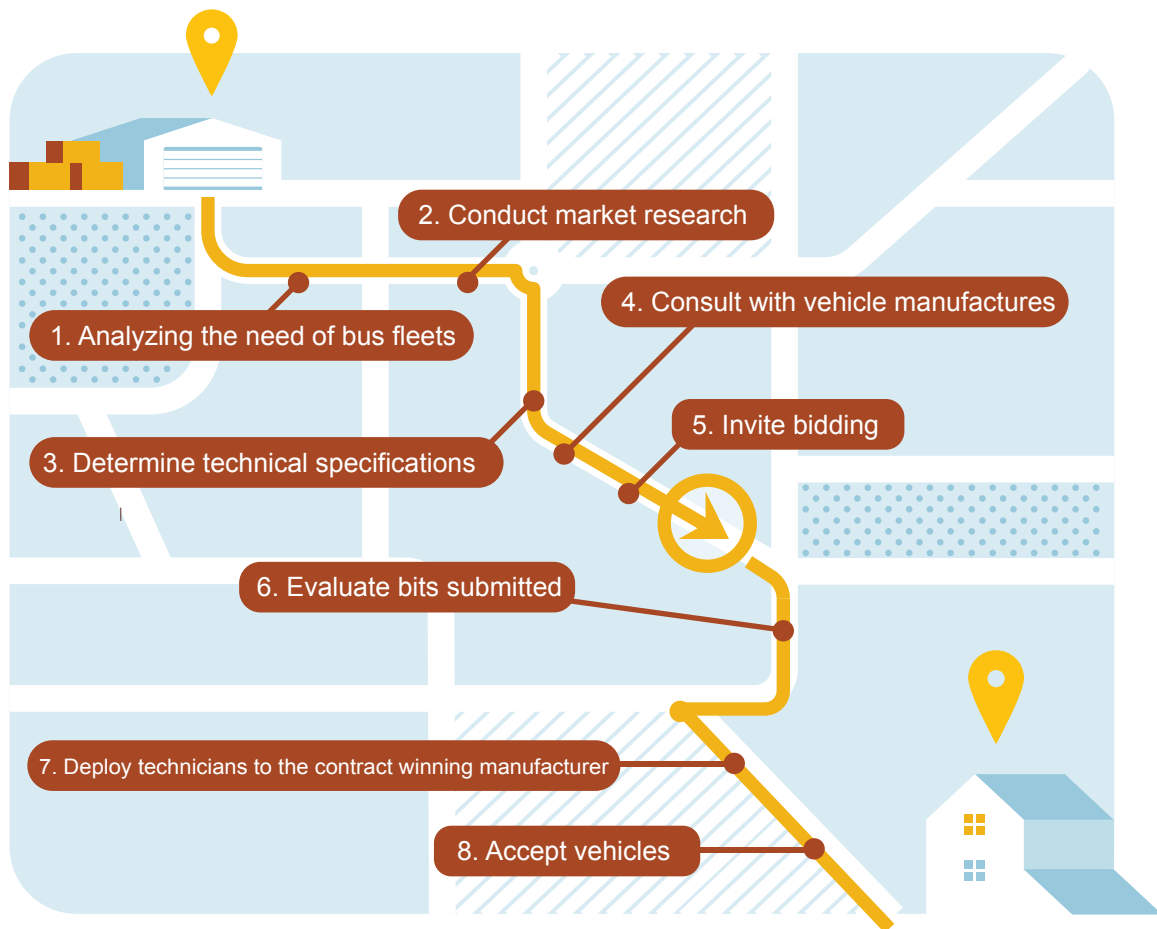 1. Analyzing the need of bus fleets
2. Conduct market research
3. Determine technical specifications
4. Consult with vehicle manufactures
5. Invite bidding
6. Evaluate bits submitted
7. Deploy technicians to the contract winning manufacturer
8. Accept vehicles